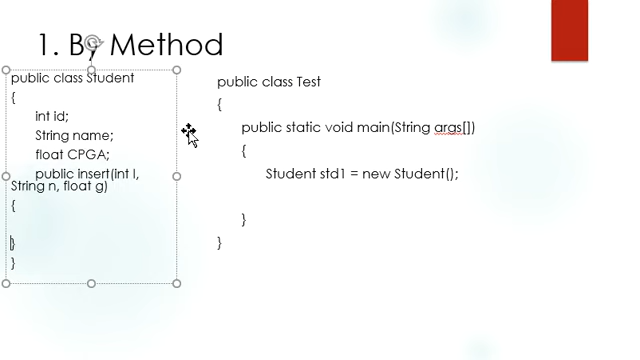 1. By Method
public class Student
{
int id;
String name;
float CPGA;
public insert(int I,
String n, float g)
{
}
}
public class Test
{
public static void main(String args[])
{
Student std1 = new Student();
}
}